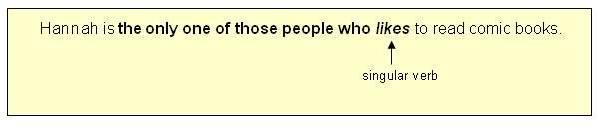 Hannah is the only one of those people who likes to read comic books.
singular verb